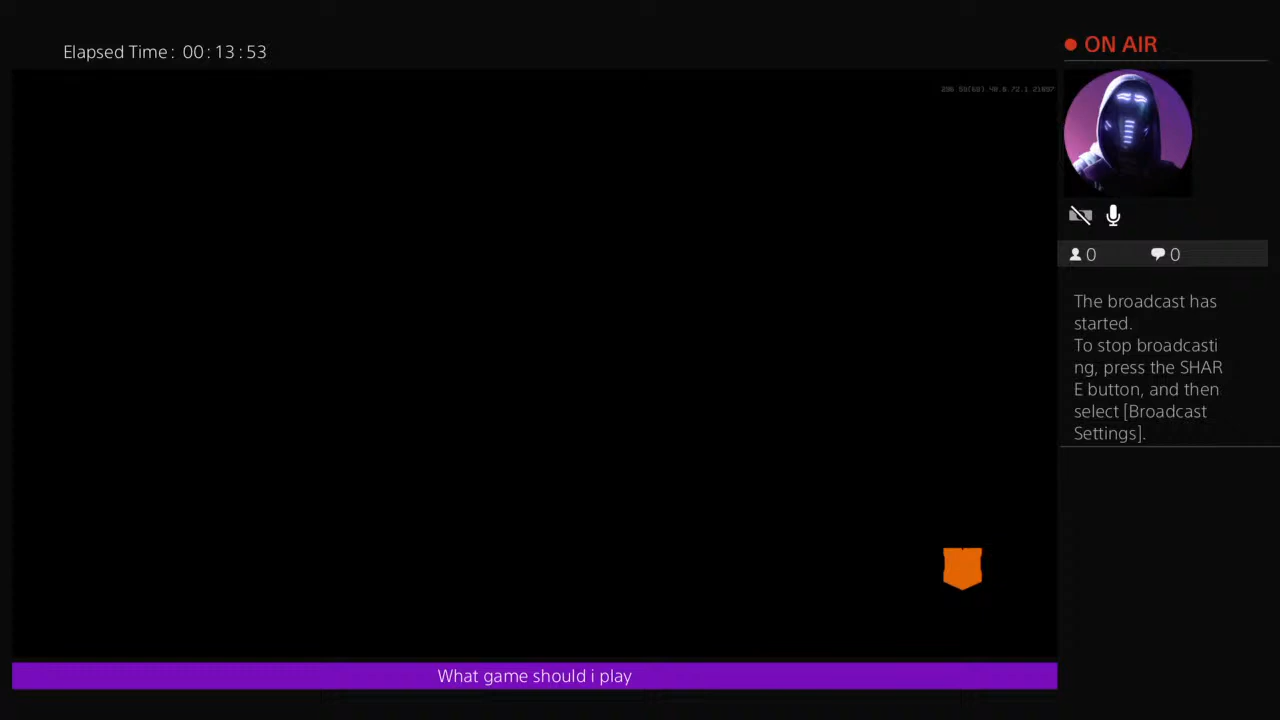 Elapsed Time: 00:13:53
ON AIR
0 0
The broadcast has
started.
To stop broadcasti
ng, press the SHAR
E button, and then
select [Broadcast
Settings].
What game should i play